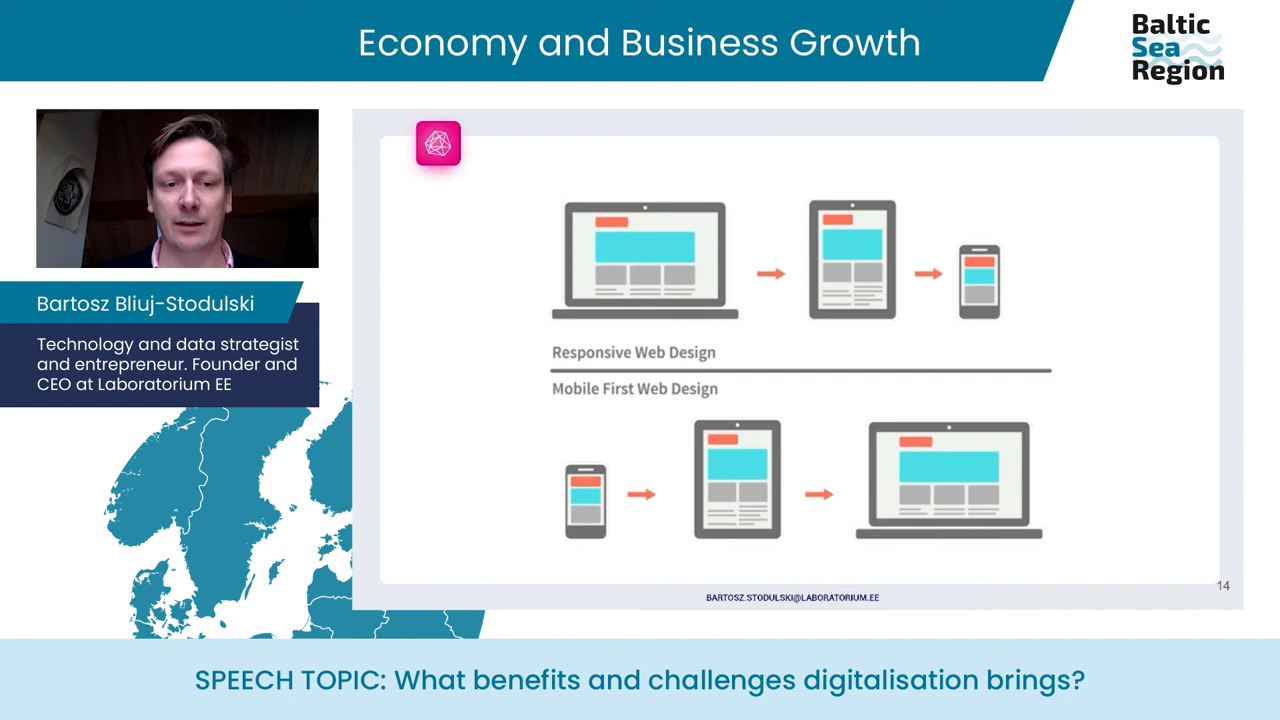 Economy and Business Growth
Baltic
Sea
Region
Bartosz Bliuj-Stodulski
Technology and data strategist
and entrepreneur. Founder and
CEO at Laboratorium EE
Responsive Web Design
Mobile First Web Design
14
BARTOSZ.STODULSKI@LABORATORIUM.EE
SPEECH TOPIC: What benefits and challenges digitalisation brings?